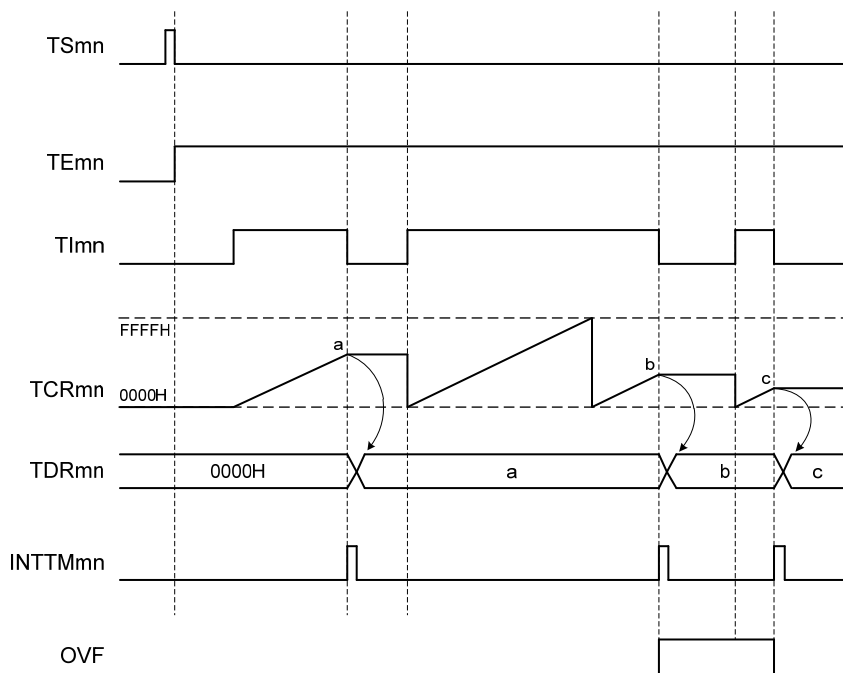 TSmn
TEmn
TImn
FFFFH
a
b
c
TCRmn
0000H
TDRmn
0000H
a
b
c
INTTMmn
OVF